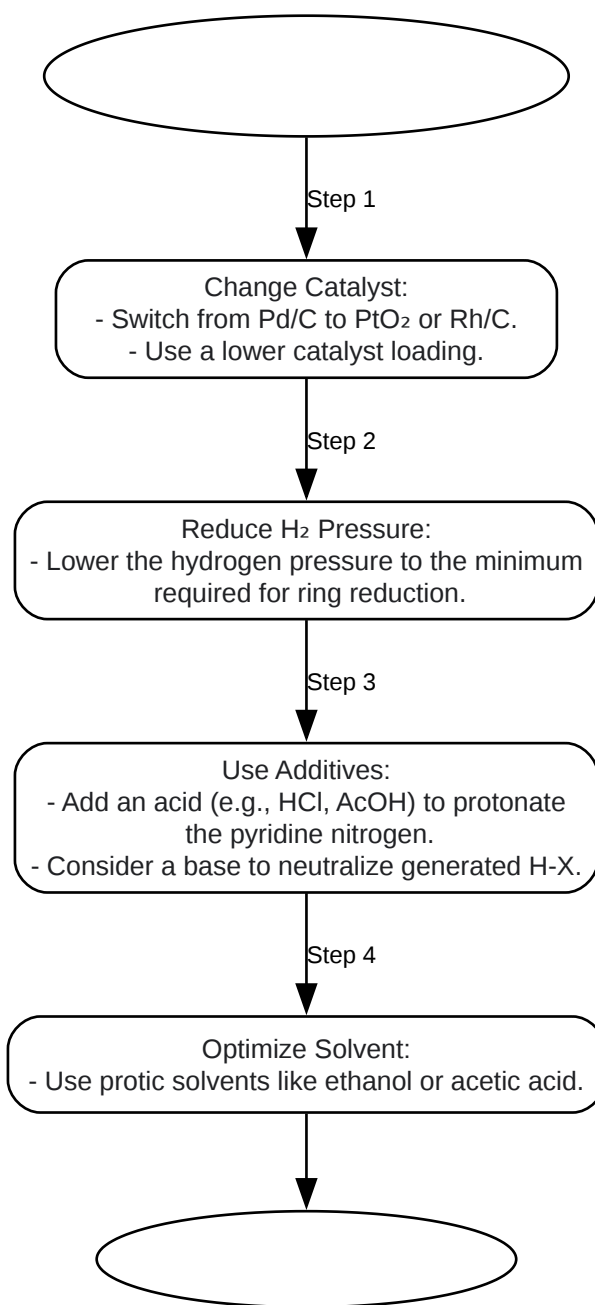 Step 1
Change Catalyst:
- Switch from Pd/C to PtO₂ or Rh/C.
- Use a lower catalyst loading.
Step 2
Reduce H₂ Pressure:
- Lower the hydrogen pressure to the minimum
required for ring reduction.
Step 3
Use Additives:
- Add an acid (e.g., HCl, AcOH) to protonate
the pyridine nitrogen.
- Consider a base to neutralize generated H-X.
Step 4
Optimize Solvent:
- Use protic solvents like ethanol or acetic acid.